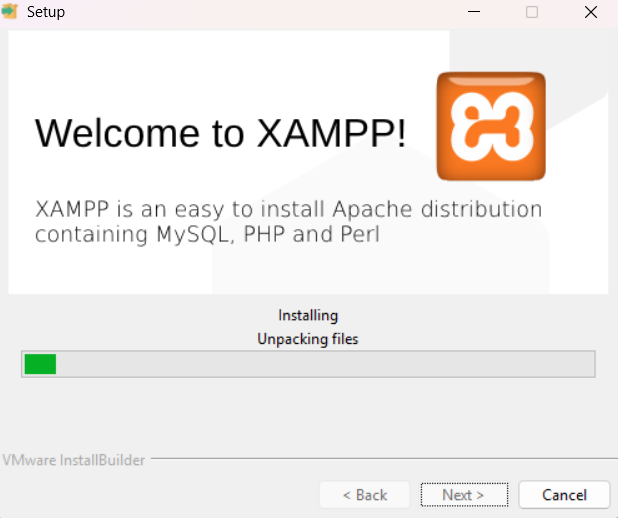 Setup
Welcome to XAMPP!
XAMPP is an easy to install Apache distribution
containing MySQL, PHP and Perl
Installing
Unpacking files
VMware InstallBuilder
< Back
Next >
Cancel